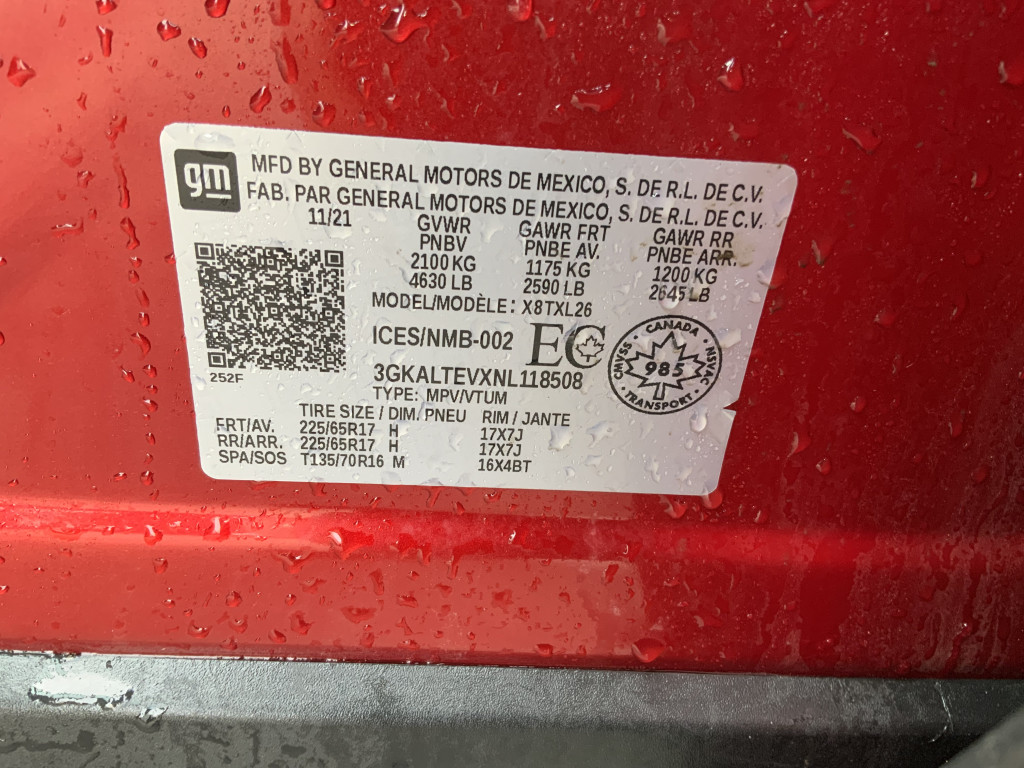 gm
MFD BY GENERAL MOTORS DE MEXICO, S. DE R.L. DE C.V.
FAB. PAR GENERAL MOTORS DE MEXICO, S. DE R.L. DE C.V.
11/21 GVWR GAWR FRT GAWR RR
PNBV PNBE AV. PNBE ARR.
2100 KG 1175 KG 1200 KG
4630 LB 2590 LB 2645 LB
MODEL/MODÈLE: X8TXL26
ICES/NMB-002 EC
CANADA
CMVSS 985 NSVAC
TRANSPORT
252F
3GKALTEVXNL118508
TYPE: MPV/VTUM
TIRE SIZE / DIM. PNEU RIM / JANTE
FRT/AV. 225/65R17 H 17X7J
RR/ARR. 225/65R17 H 17X7J
SPA/SOS T135/70R16 M 16X4BT